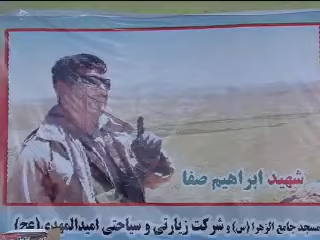 شهید ابراهیم صفا
مسجد جامع الزهرا (س) و شرکت زیارتی و سیاحتی امیدالمهدی (عج)